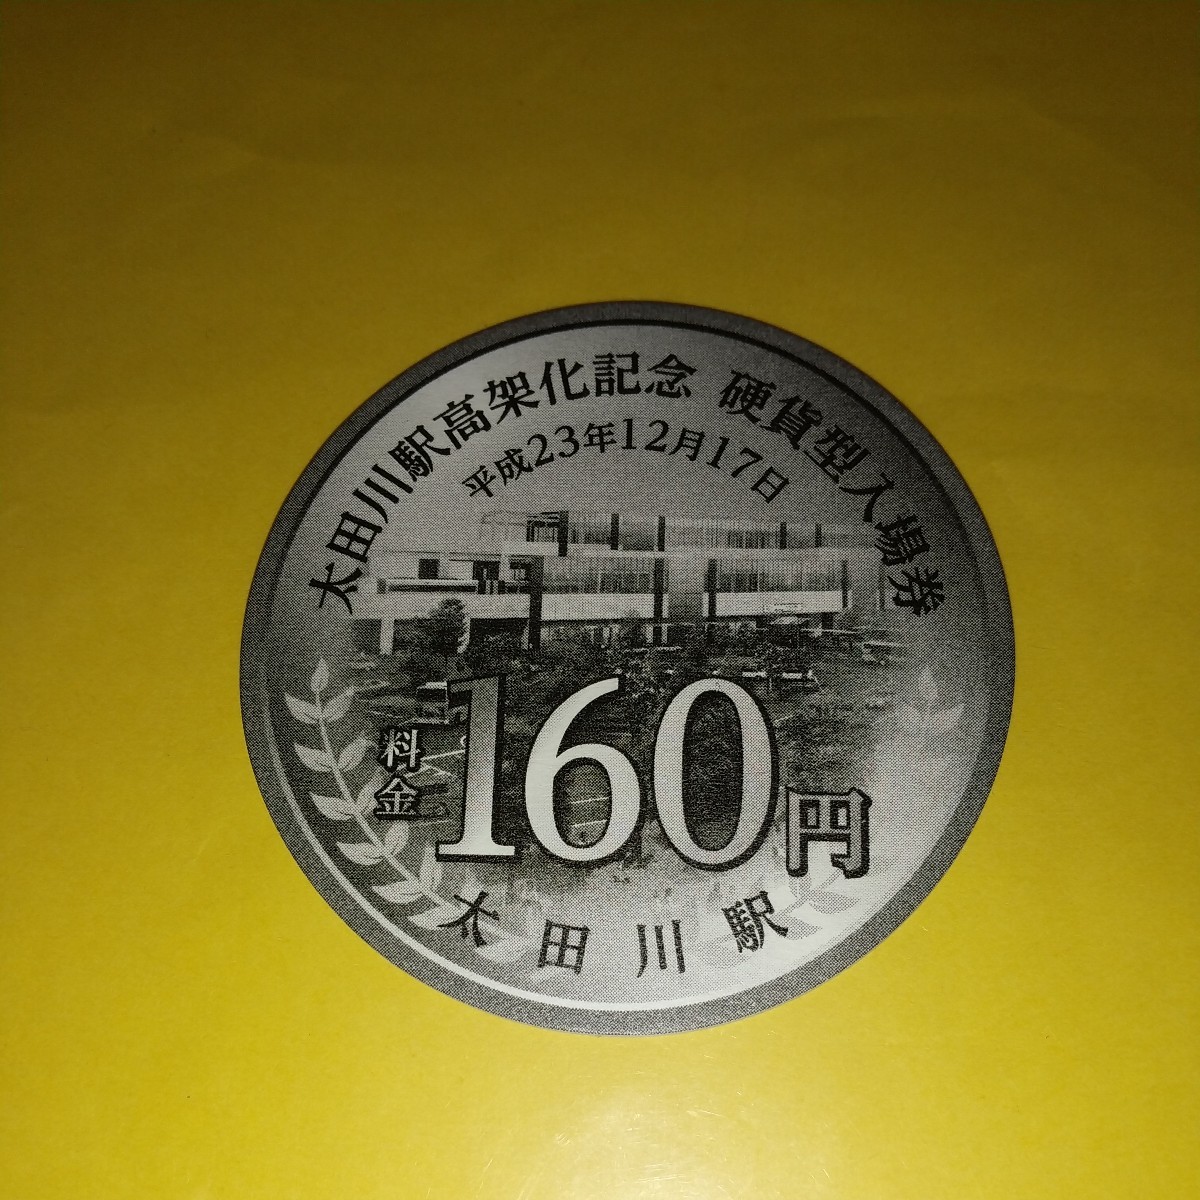 太田川駅高架化記念 硬貨型入場券
平成23年12月17日
料金
160円
太田川駅